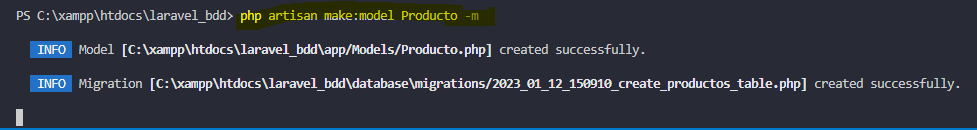 PS C:\xampp\htdocs\laravel_bdd> php artisan make:model Producto -m
INFO Model [C:\xampp\htdocs\laravel_bdd\app/Models/Producto.php] created successfully.
INFO Migration [C:\xampp\htdocs\laravel_bdd\database\migrations/2023_01_12_150910_create_productos_table.php] created successfully.